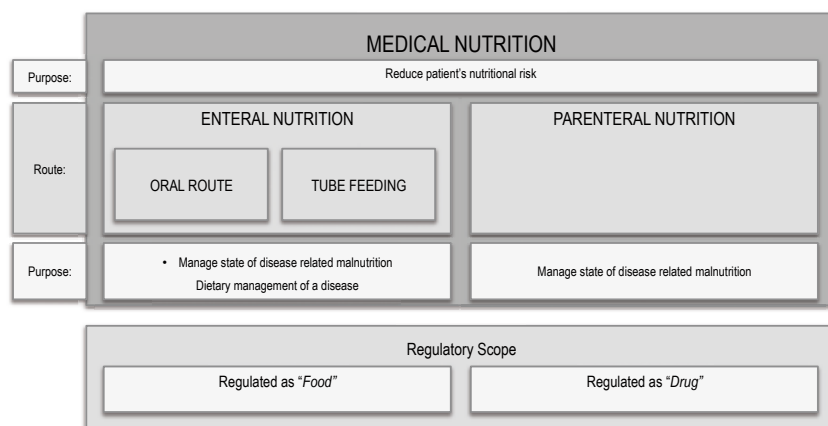 MEDICAL NUTRITION
Purpose:
Reduce patient's nutritional risk
Route:
ENTERAL NUTRITION
PARENTERAL NUTRITION
ORAL ROUTE
TUBE FEEDING
Purpose:
• Manage state of disease related malnutrition
Dietary management of a disease
Manage state of disease related malnutrition
Regulatory Scope
Regulated as “Food”
Regulated as “Drug”